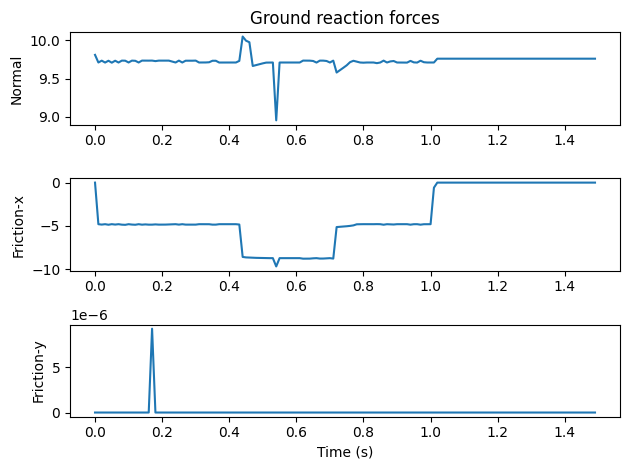 Ground reaction forces
Normal
10.0
9.5
9.0
0.0 0.2 0.4 0.6 0.8 1.0 1.2 1.4
Friction-x
0
−5
−10
0.0 0.2 0.4 0.6 0.8 1.0 1.2 1.4
1e−6
Friction-y
5
0
0.0 0.2 0.4 0.6 0.8 1.0 1.2 1.4
Time (s)